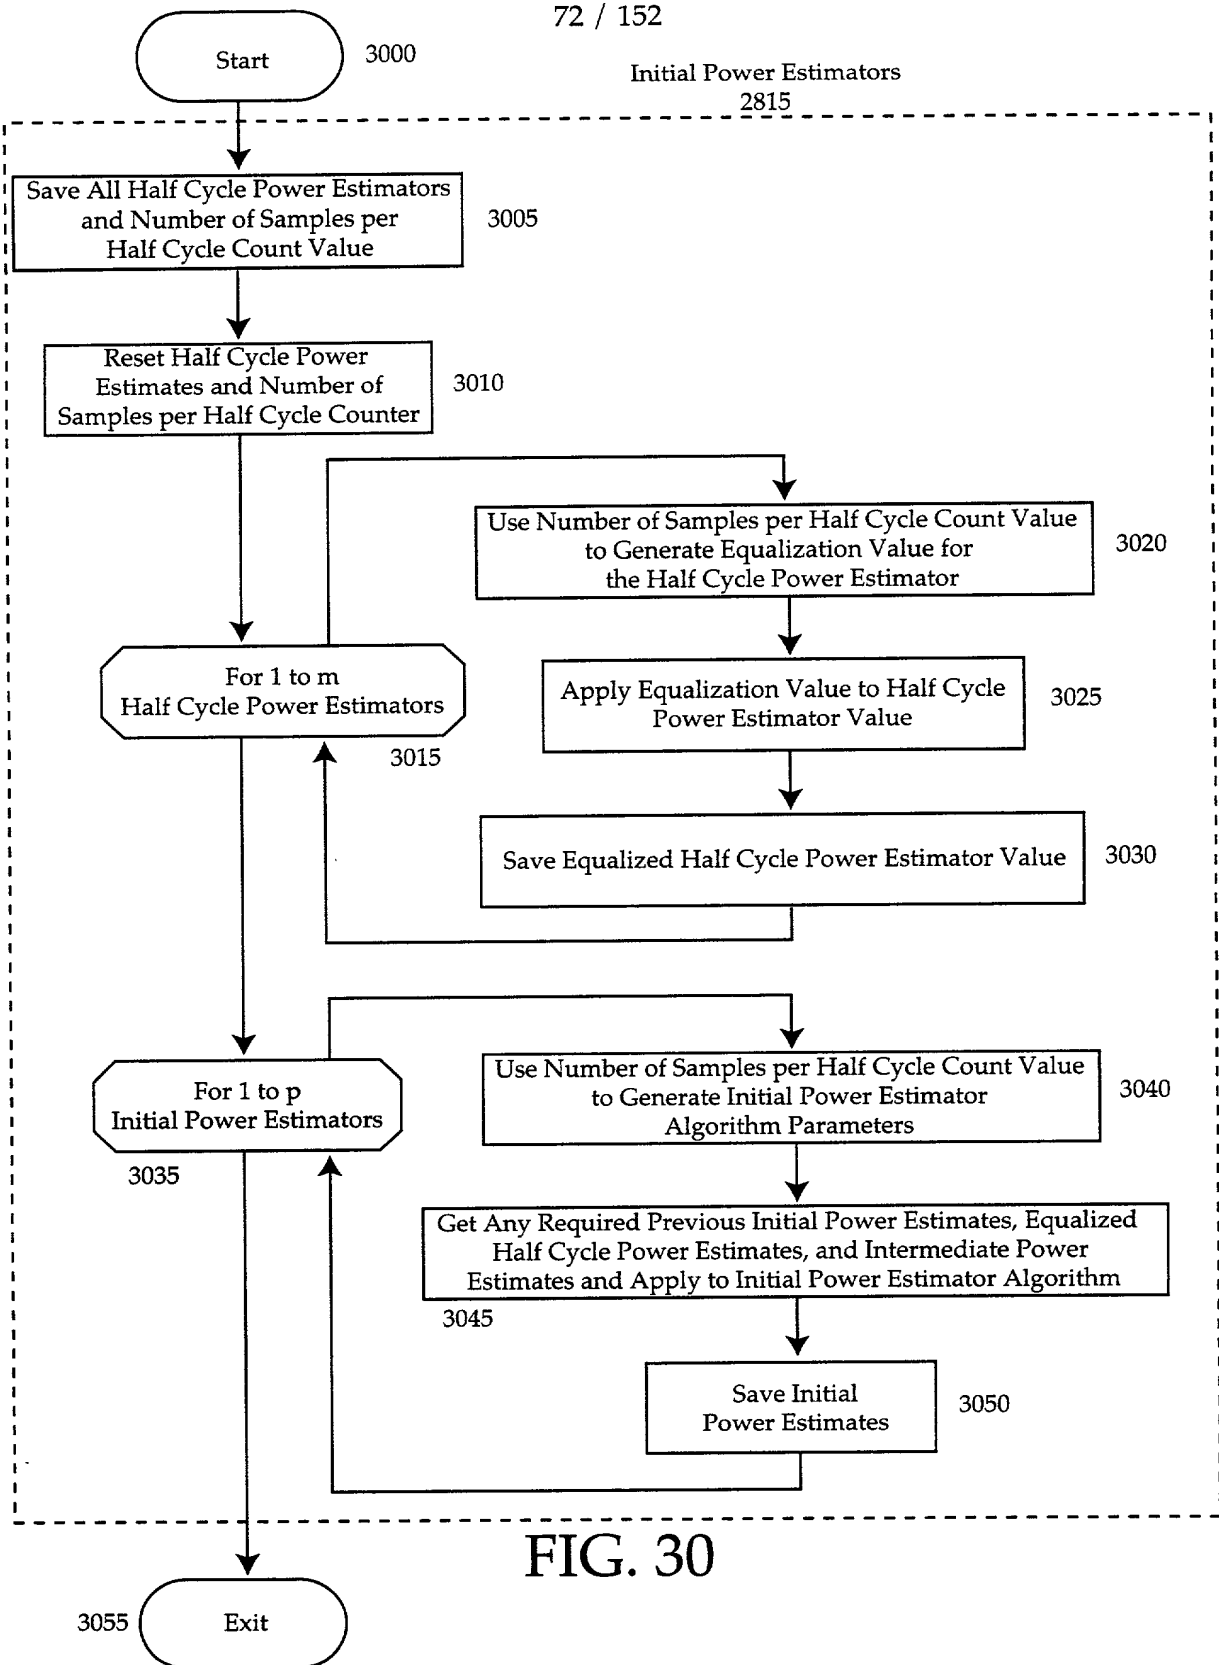 72 / 152
Start
3000
Initial Power Estimators
2815
Save All Half Cycle Power Estimators
and Number of Samples per
Half Cycle Count Value
3005
Reset Half Cycle Power
Estimates and Number of
Samples per Half Cycle Counter
3010
Use Number of Samples per Half Cycle Count Value
to Generate Equalization Value for
the Half Cycle Power Estimator
3020
For 1 to m
Half Cycle Power Estimators
3015
Apply Equalization Value to Half Cycle
Power Estimator Value
3025
Save Equalized Half Cycle Power Estimator Value
3030
For 1 to p
Initial Power Estimators
3035
Use Number of Samples per Half Cycle Count Value
to Generate Initial Power Estimator
Algorithm Parameters
3040
Get Any Required Previous Initial Power Estimates, Equalized
Half Cycle Power Estimates, and Intermediate Power
Estimates and Apply to Initial Power Estimator Algorithm
3045
Save Initial
Power Estimates
3050
FIG. 30
3055
Exit